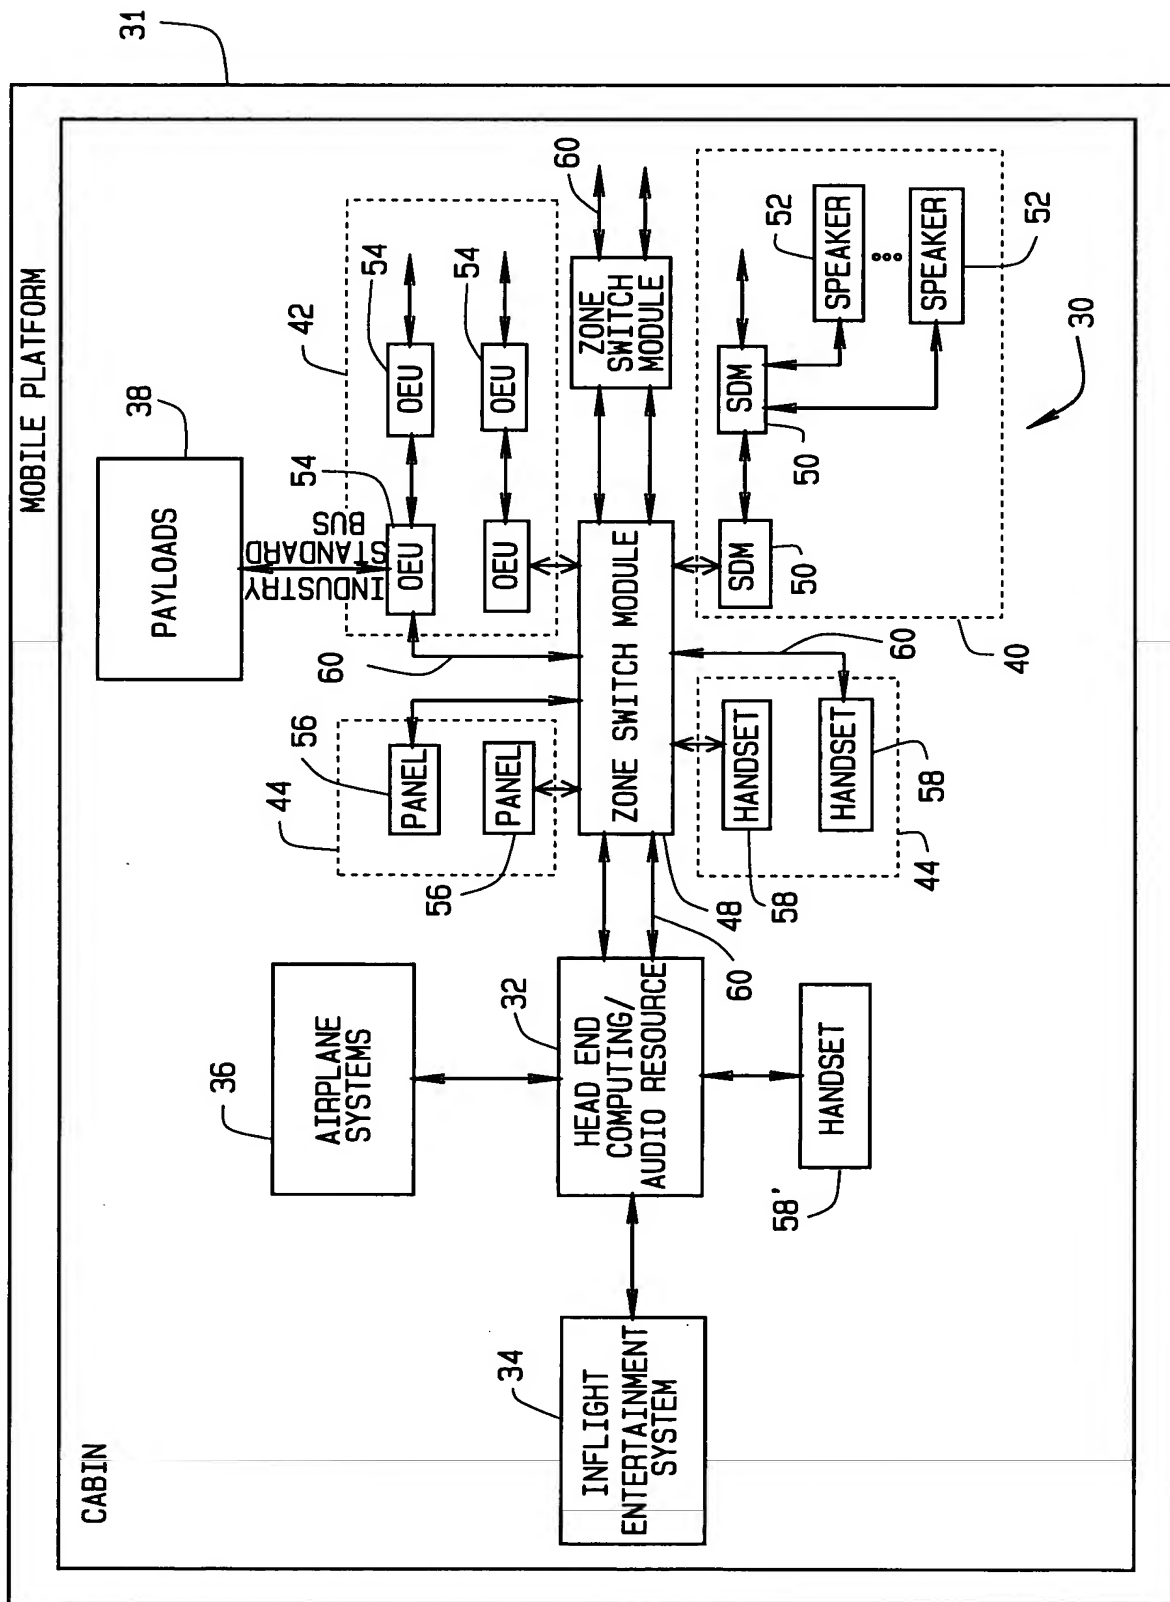 31
MOBILE PLATFORM
CABIN
38
PAYLOADS
INDUSTRY
STANDARD
BUS
42
54
54
54
OEU
OEU
OEU
OEU
60
60
36
AIRPLANE
SYSTEMS
44
56
PANEL
PANEL
56
34
INFLIGHT
ENTERTAINMENT
SYSTEM
32
HEAD END
COMPUTING/
AUDIO RESOURCE
60
48
ZONE SWITCH MODULE
ZONE
SWITCH
MODULE
58'
HANDSET
HANDSET
58
HANDSET
58
44
60
SDM
50
SDM
50
52
SPEAKER
SPEAKER
52
40
30